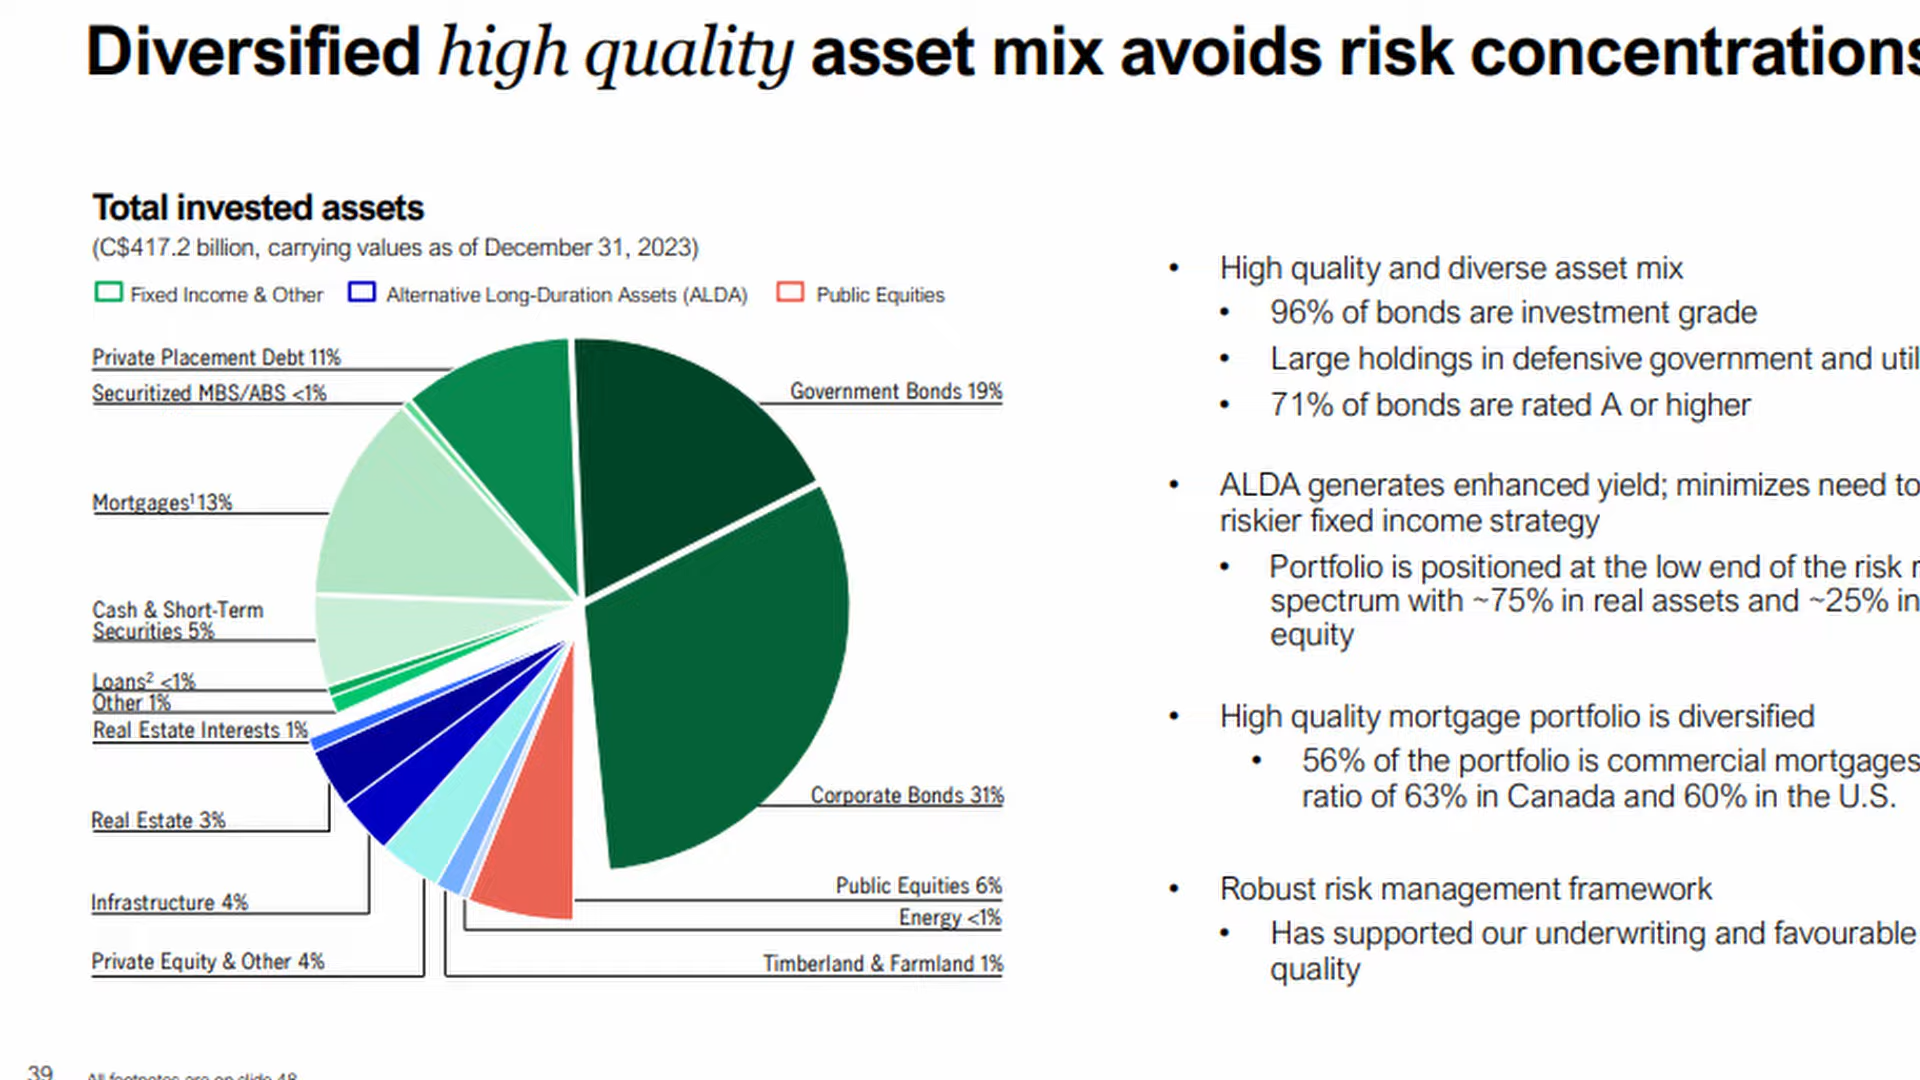 Diversified high quality asset mix avoids risk concentrations
Total invested assets
(C$417.2 billion, carrying values as of December 31, 2023)
Fixed Income & Other
Alternative Long-Duration Assets (ALDA)
Public Equities
Private Placement Debt 11%
Securitized MBS/ABS <1%
Mortgages¹ 13%
Cash & Short-Term
Securities 5%
Loans² <1%
Other 1%
Real Estate Interests 1%
Real Estate 3%
Infrastructure 4%
Private Equity & Other 4%
Government Bonds 19%
Corporate Bonds 31%
Public Equities 6%
Energy <1%
Timberland & Farmland 1%
• High quality and diverse asset mix
• 96% of bonds are investment grade
• Large holdings in defensive government and
• 71% of bonds are rated A or higher
• ALDA generates enhanced yield; minimizes need to
riskier fixed income strategy
• Portfolio is positioned at the low end of the risk
spectrum with ~75% in real assets and ~25% in
equity
• High quality mortgage portfolio is diversified
• 56% of the portfolio is commercial mortgages
ratio of 63% in Canada and 60% in the U.S.
• Robust risk management framework
• Has supported our underwriting and favourable
quality
39
All footnotes are on slide 48